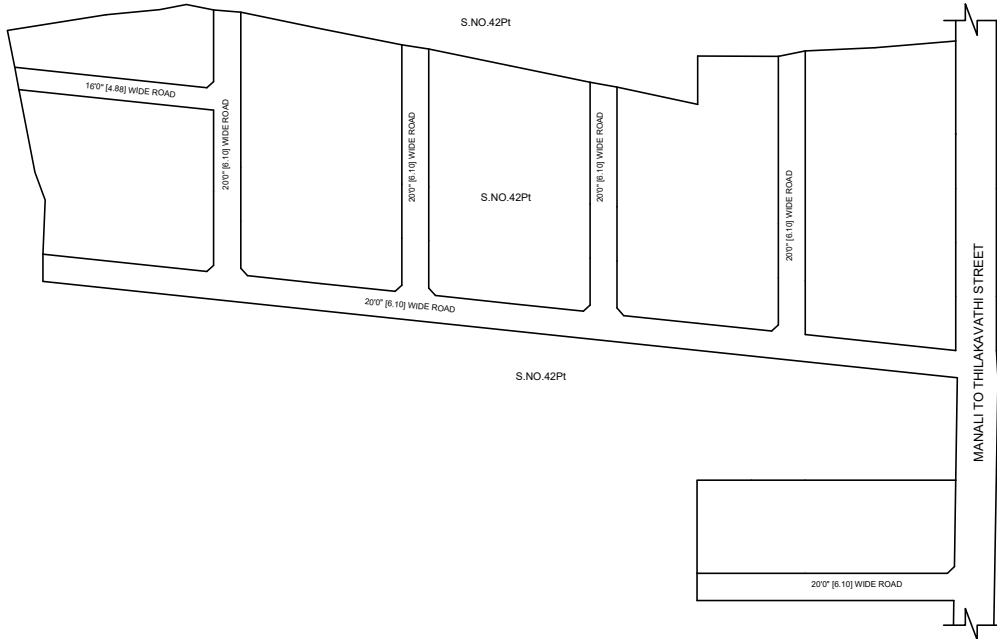 S.NO.42Pt
16'0" [4.88] WIDE ROAD
20'0" [6.10] WIDE ROAD
20'0" [6.10] WIDE ROAD
20'0" [6.10] WIDE ROAD
20'0" [6.10] WIDE ROAD
S.NO.42Pt
20'0" [6.10] WIDE ROAD
S.NO.42Pt
MANALI TO THILAKAVATHI STREET
20'0" [6.10] WIDE ROAD